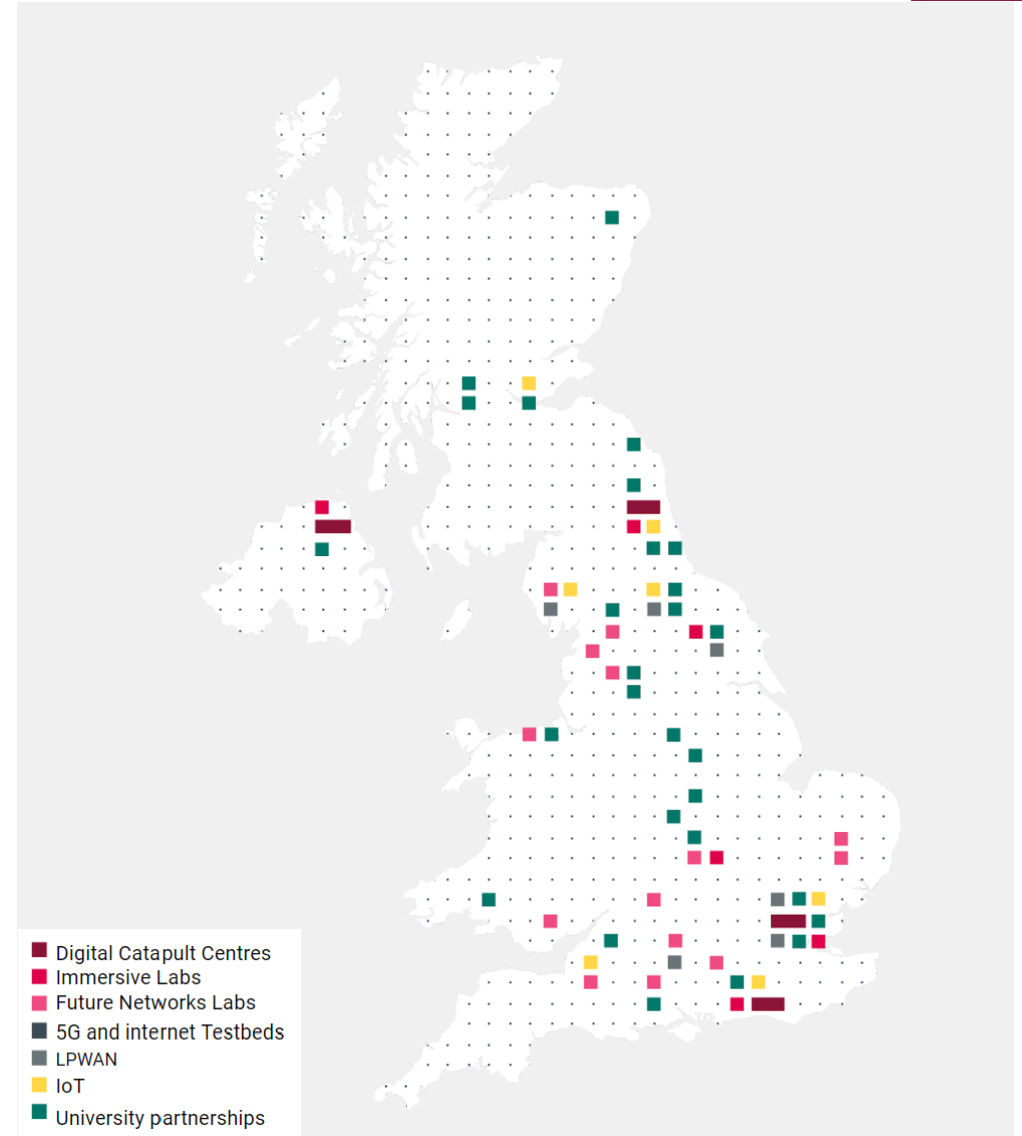 Digital Catapult Centres
Immersive Labs
Future Networks Labs
5G and internet Testbeds
LPWAN
IoT
University partnerships